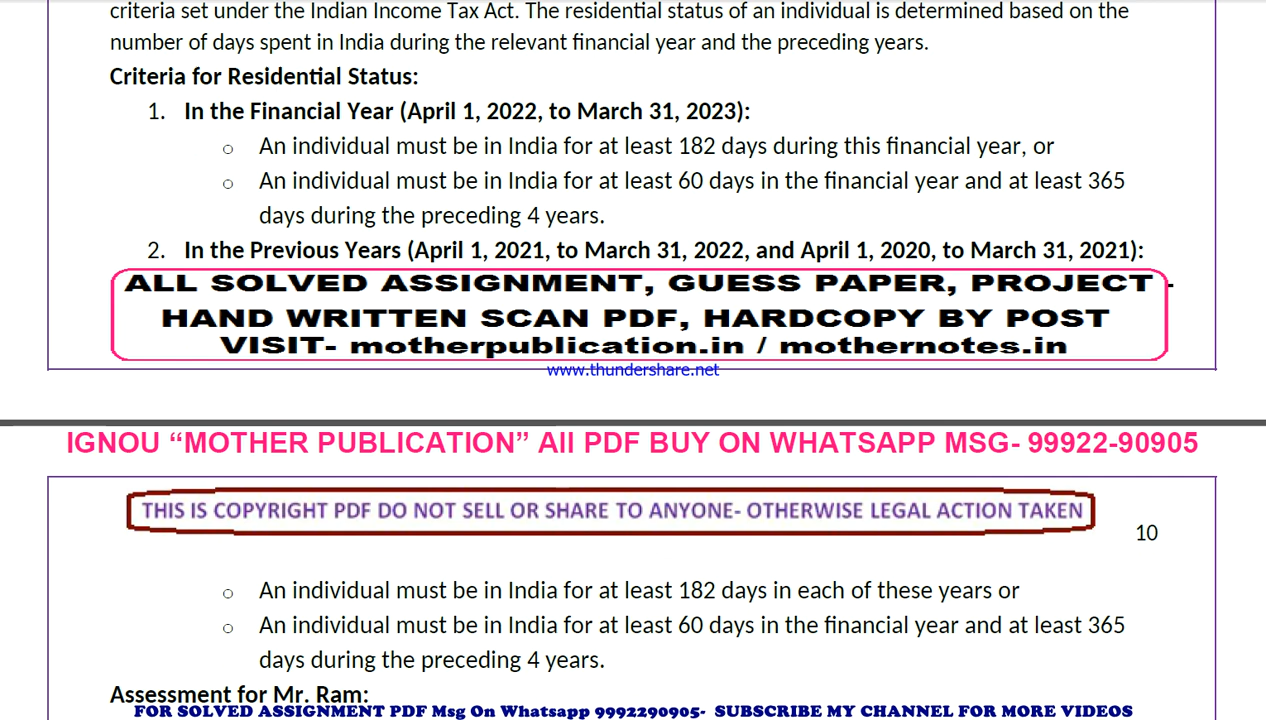 criteria set under the Indian Income Tax Act. The residential status of an individual is determined based on the
number of days spent in India during the relevant financial year and the preceding years.
Criteria for Residential Status:
1. In the Financial Year (April 1, 2022, to March 31, 2023):
○ An individual must be in India for at least 182 days during this financial year, or
○ An individual must be in India for at least 60 days in the financial year and at least 365
days during the preceding 4 years.
2. In the Previous Years (April 1, 2021, to March 31, 2022, and April 1, 2020, to March 31, 2021):
ALL SOLVED ASSIGNMENT, GUESS PAPER, PROJECT -
HAND WRITTEN SCAN PDF, HARDCOPY BY POST
VISIT- motherpublication.in / mothernotes.in
www.thundershare.net
IGNOU “MOTHER PUBLICATION” All PDF BUY ON WHATSAPP MSG- 99922-90905
THIS IS COPYRIGHT PDF DO NOT SELL OR SHARE TO ANYONE- OTHERWISE LEGAL ACTION TAKEN
10
○ An individual must be in India for at least 182 days in each of these years or
○ An individual must be in India for at least 60 days in the financial year and at least 365
days during the preceding 4 years.
Assessment for Mr. Ram:
FOR SOLVED ASSIGNMENT PDF Msg On Whatsapp 9992290905- SUBSCRIBE MY CHANNEL FOR MORE VIDEOS